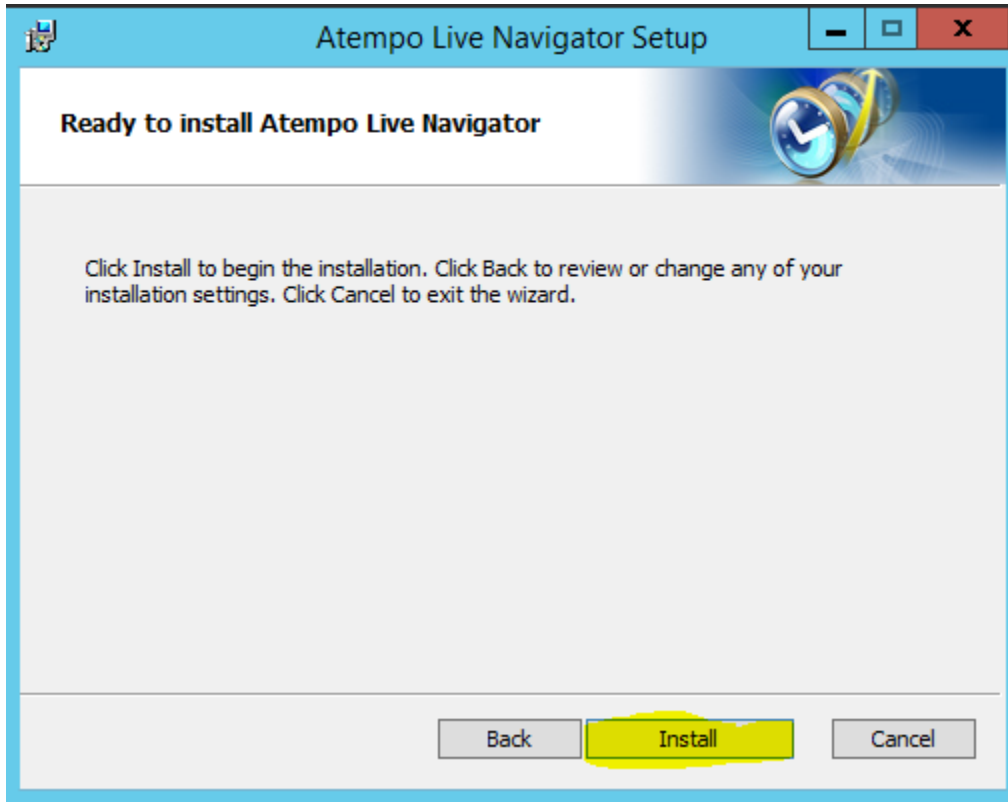 Atempo Live Navigator Setup
Ready to install Atempo Live Navigator
Click Install to begin the installation. Click Back to review or change any of your
installation settings. Click Cancel to exit the wizard.
Back Install Cancel